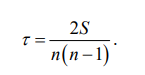 τ = 2S / n(n−1) .